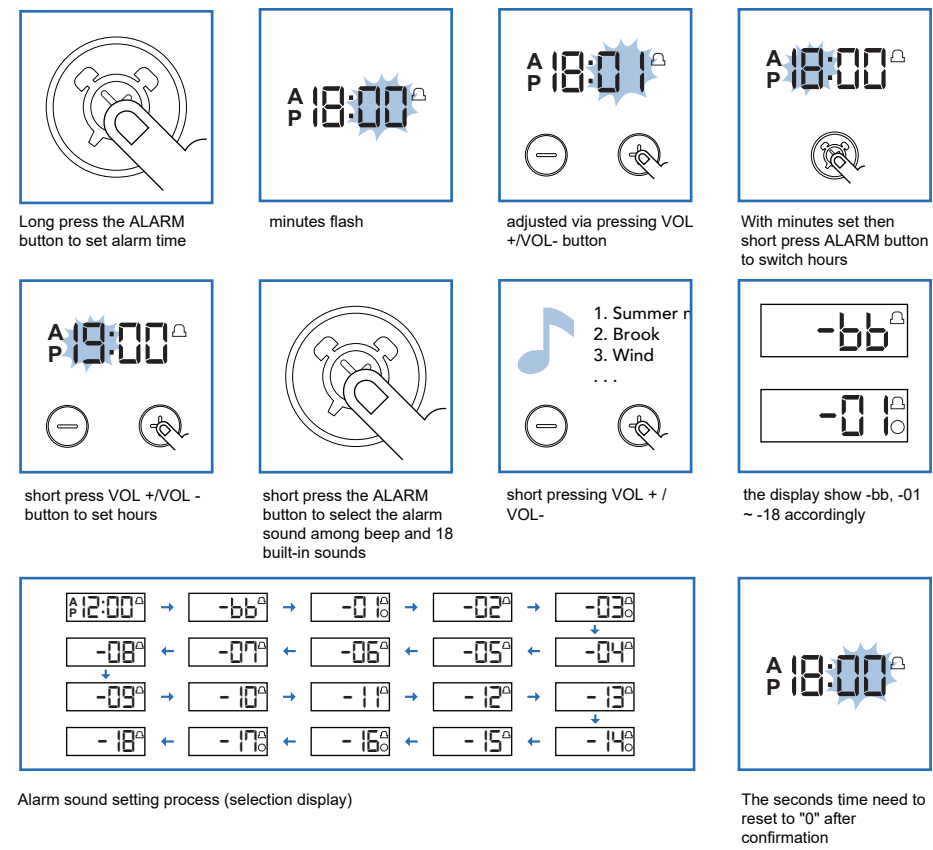 A
P 18:00
A
P 18:01
A
P 18:00
Long press the ALARM
button to set alarm time
minutes flash
adjusted via pressing VOL
+/VOL- button
With minutes set then
short press ALARM button
to switch hours
A
P 19:00
1. Summer n
2. Brook
3. Wind
. . .
-bb
-01
short press VOL +/VOL -
button to set hours
short press the ALARM
button to select the alarm
sound among beep and 18
built-in sounds
short pressing VOL + /
VOL-
the display show -bb, -01
~ -18 accordingly
A
P 12:00 → -bb → -01 → -02 → -03
-08 ← -07 ← -06 ← -05 ← -04
-09 → -10 → -11 → -12 → -13
-18 ← -17 ← -16 ← -15 ← -14
A
P 18:00
Alarm sound setting process (selection display)
The seconds time need to
reset to "0" after
confirmation